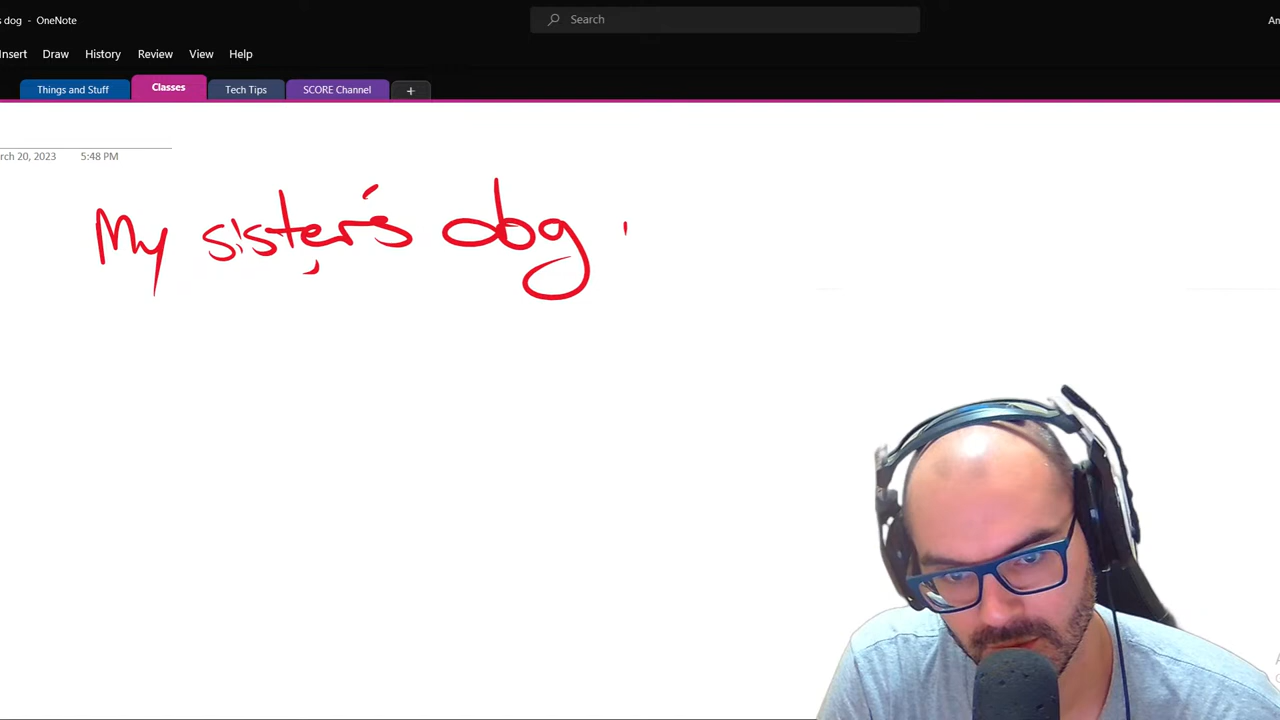 s dog - OneNote
Search
An
Insert Draw History Review View Help
Things and Stuff Classes Tech Tips SCORE Channel +
rch 20, 2023 5:48 PM
My sister's dog